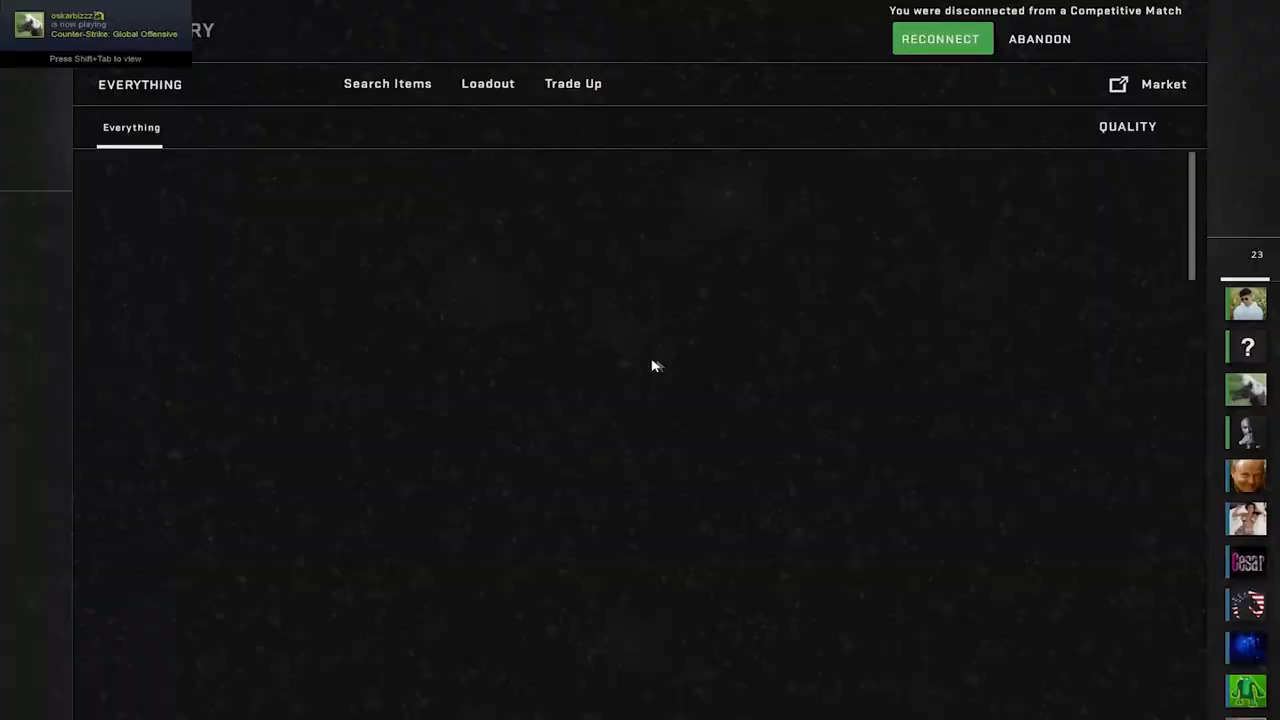 oskarbizzz
is now playing
Counter-Strike: Global Offensive
Press Shift+Tab to view
RY
You were disconnected from a Competitive Match
RECONNECT
ABANDON
EVERYTHING
Search Items
Loadout
Trade Up
Market
Everything
QUALITY
23
?
Cesar